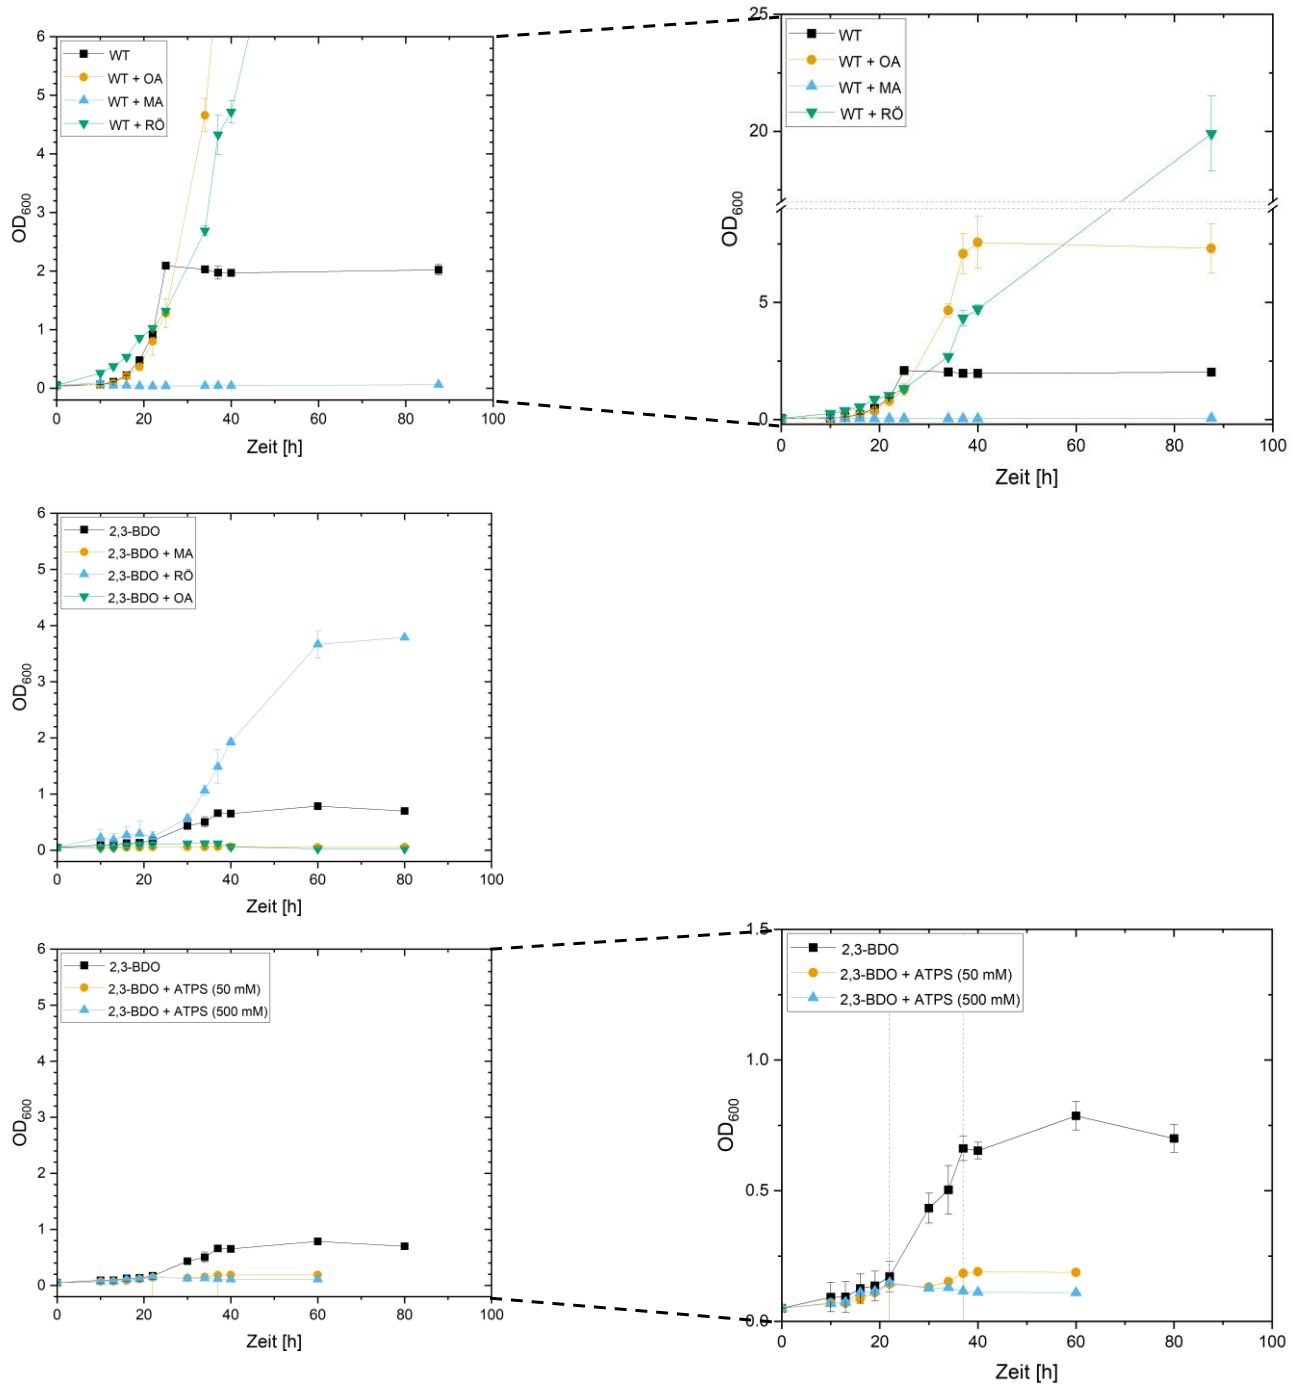 WT
WT + OA
WT + MA
WT + RÖ
6
5
4
3
2
1
0
OD600
0
20
40
60
80
100
Zeit [h]
WT
WT + OA
WT + MA
WT + RÖ
25
20
5
0
OD600
0
20
40
60
80
100
Zeit [h]
2,3-BDO
2,3-BDO + MA
2,3-BDO + RÖ
2,3-BDO + OA
6
5
4
3
2
1
0
OD600
0
20
40
60
80
100
Zeit [h]
2,3-BDO
2,3-BDO + ATPS (50 mM)
2,3-BDO + ATPS (500 mM)
6
5
4
3
2
1
0
OD600
0
20
40
60
80
100
Zeit [h]
2,3-BDO
2,3-BDO + ATPS (50 mM)
2,3-BDO + ATPS (500 mM)
1.5
1.0
0.5
0.0
OD600
0
20
40
60
80
100
Zeit [h]